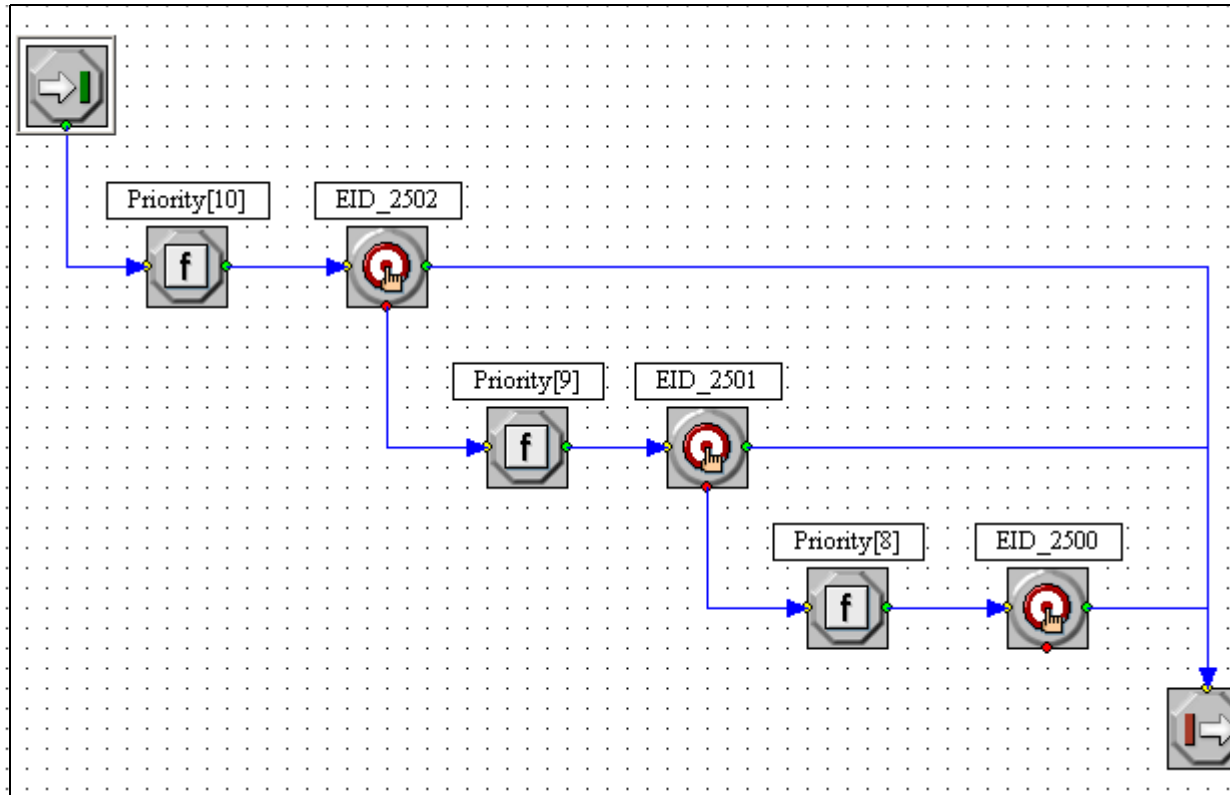 Priority[10]
EID_2502
f
Priority[9]
EID_2501
f
Priority[8]
EID_2500
f